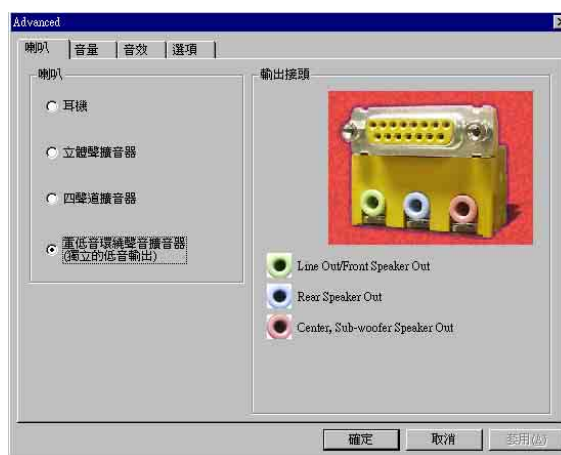 Advanced
喇叭
音量
音效
選項
喇叭
耳機
立體聲擴音器
四聲道擴音器
重低音環繞聲音擴音器
(獨立的低音輸出)
輸出接頭
Line Out/Front Speaker Out
Rear Speaker Out
Center, Sub-woofer Speaker Out
確定
取消
套用(A)